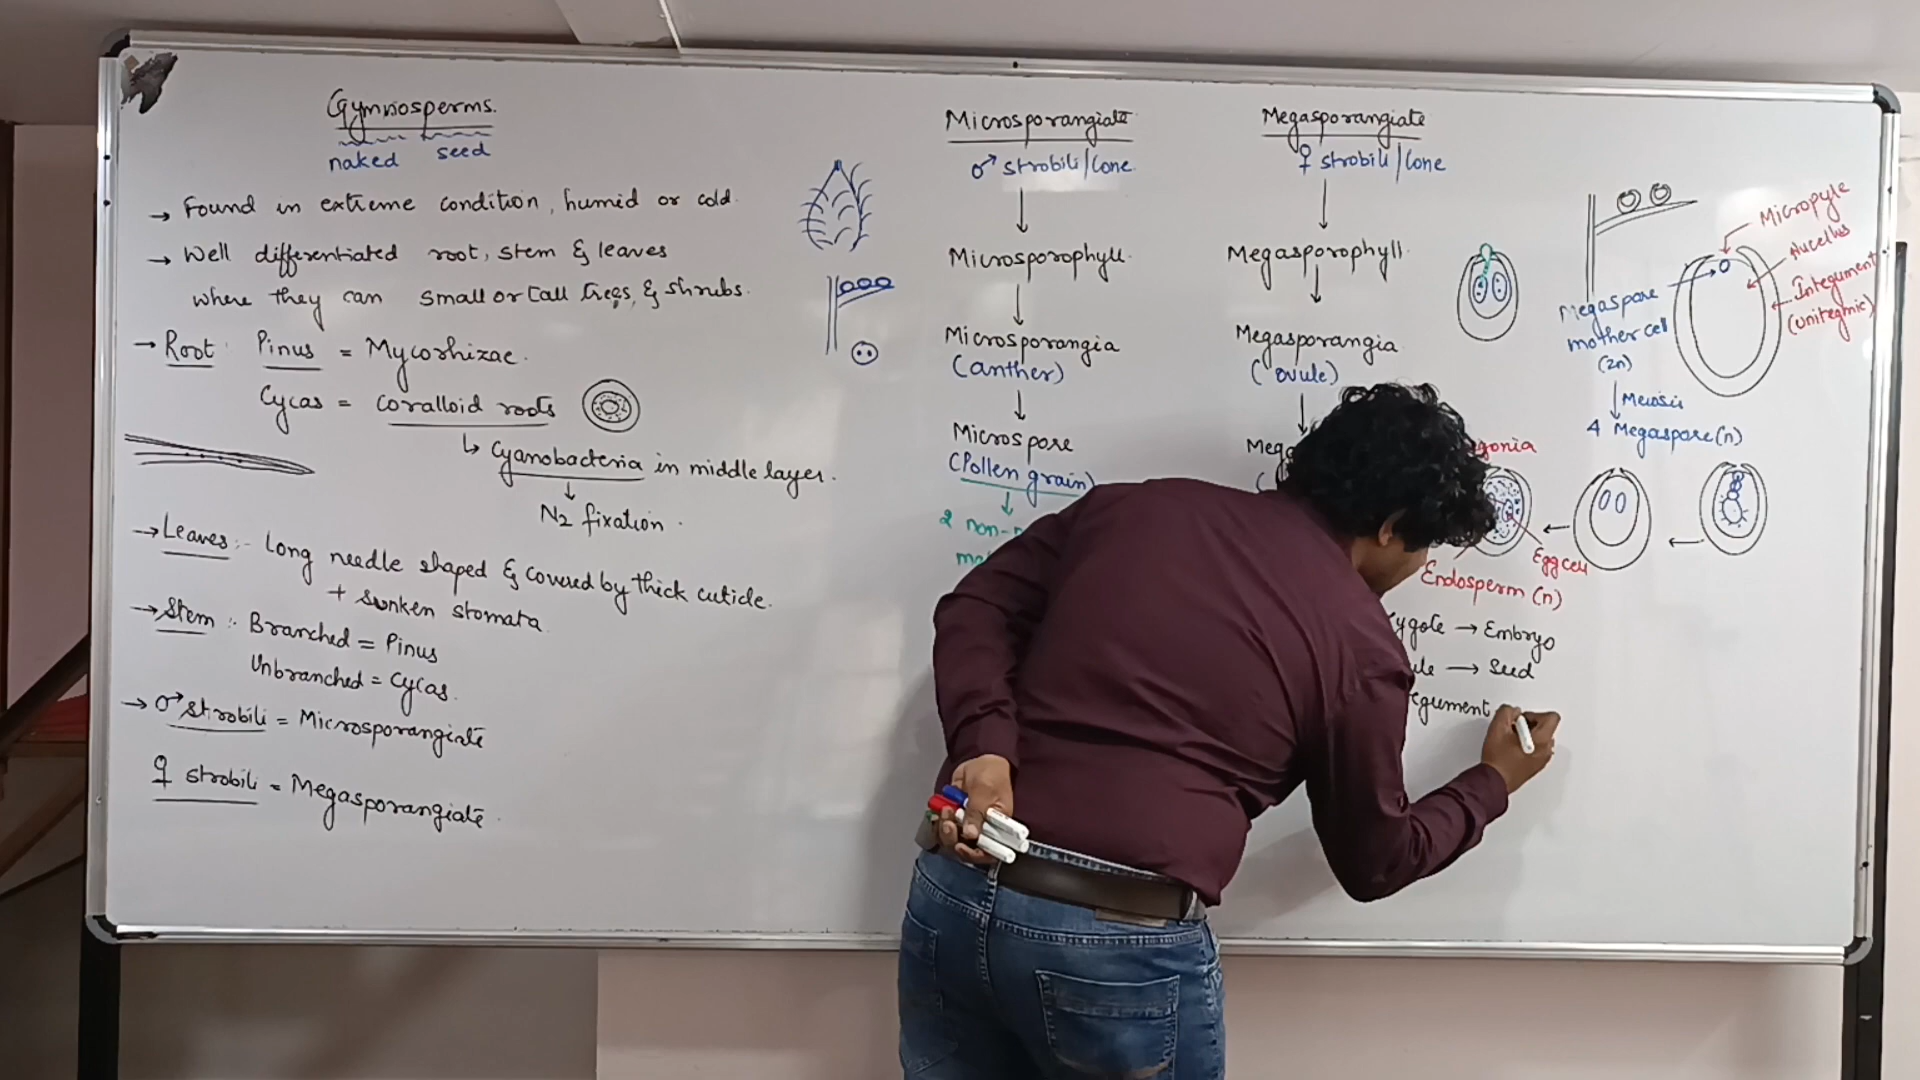 Gymnosperms.
naked seed
→ Found in extreme condition, humid or cold.
→ Well differentiated root, stem & leaves
where they can small or tall trees, & shrubs.
→ Root: Pinus = Mycorhizae.
Cycas = coralloid roots
↳ Cyanobacteria in middle layer.
↓
N2 fixation.
→ Leaves:- Long needle shaped & covered by thick cuticle.
+ sunken stomata
→ Stem :- Branched = Pinus
Unbranched = Cycas.
→ ♂ strobili = Microsporangiate
♀ strobili = Megasporangiate
Microsporangiate
♂ strobili/cone
↓
Microsporophyll
↓
Microsporangia
(anther)
↓
Microspore
(Pollen grain)
↓
2 non-
Megasporangiate
♀ strobili/cone
↓
Megasporophyll
↓
Megasporangia
(ovule)
↓
Micropyle
Nucellus
Integument
(Unitegmic)
Megaspore
mother cell
(2n)
↓ Meiosis
4 Megaspore (n)
Egg cell
Endosperm (n)
→ Embryo
→ Seed